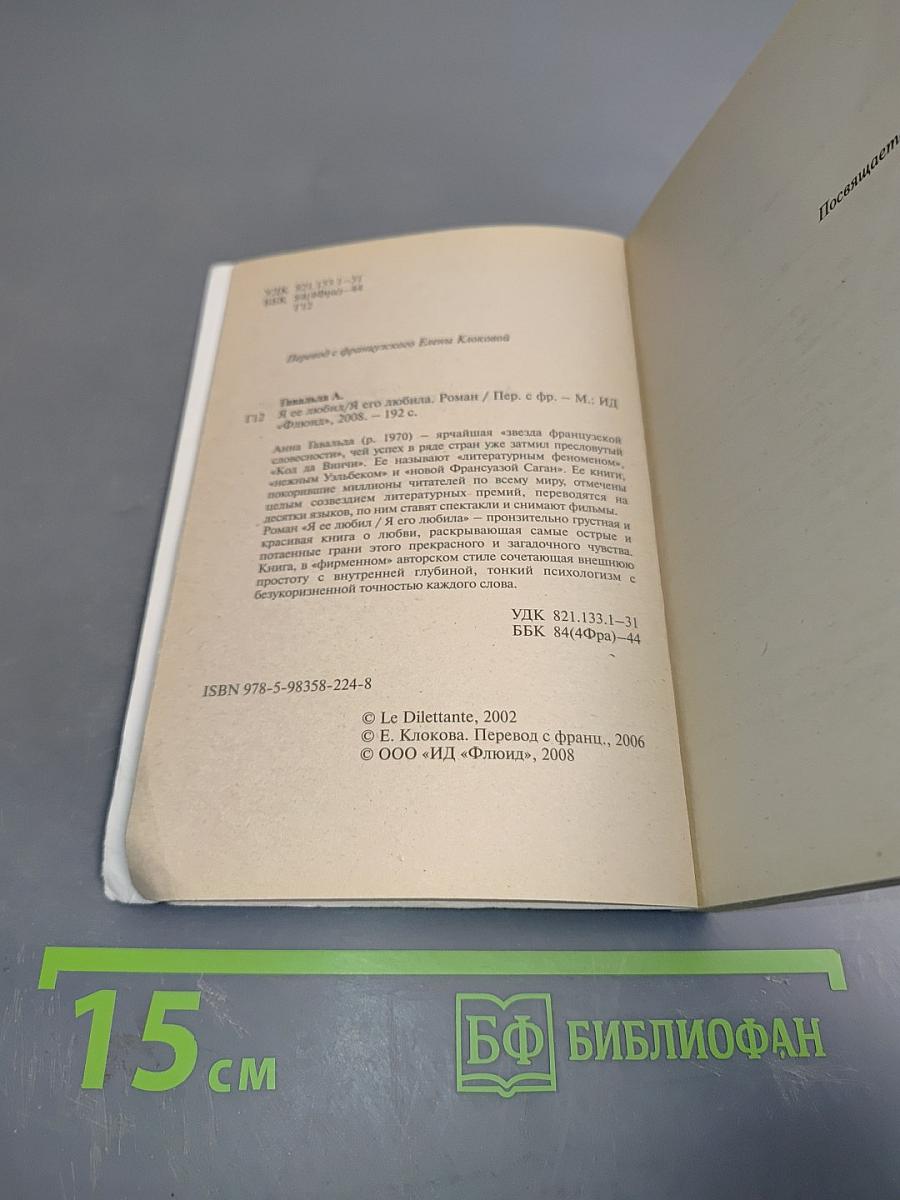 УДК 821.133.1–31
ББК 84(4Фра)–44
Г12
Перевод с французского Елены Клоковой
Гавальда А.
Г12 Я ее любил/Я его любила. Роман / Пер. с фр. – М.: ИД
«Флюид», 2008. – 192 с.
Анна Гавальда (р. 1970) – ярчайшая «звезда французской
словесности», чей успех в ряде стран уже затмил пресловутый
«Код да Винчи». Ее называют «литературным феноменом»,
«нежным Уэльбеком» и «новой Франсуазой Саган». Ее книги,
покорившие миллионы читателей по всему миру, отмечены
целым созвездием литературных премий, переводятся на
десятки языков, по ним ставят спектакли и снимают фильмы.
Роман «Я ее любил / Я его любила» – пронзительно грустная и
красивая книга о любви, раскрывающая самые острые и
потаенные грани этого прекрасного и загадочного чувства.
Книга, в «фирменном» авторском стиле сочетающая внешнюю
простоту с внутренней глубиной, тонкий психологизм с
безукоризненной точностью каждого слова.
УДК 821.133.1–31
ББК 84(4Фра)–44
ISBN 978-5-98358-224-8
© Le Dilettante, 2002
© Е. Клокова. Перевод с франц., 2006
© ООО «ИД «Флюид», 2008
Посвящает
15 см
БФ БИБЛИОФАН